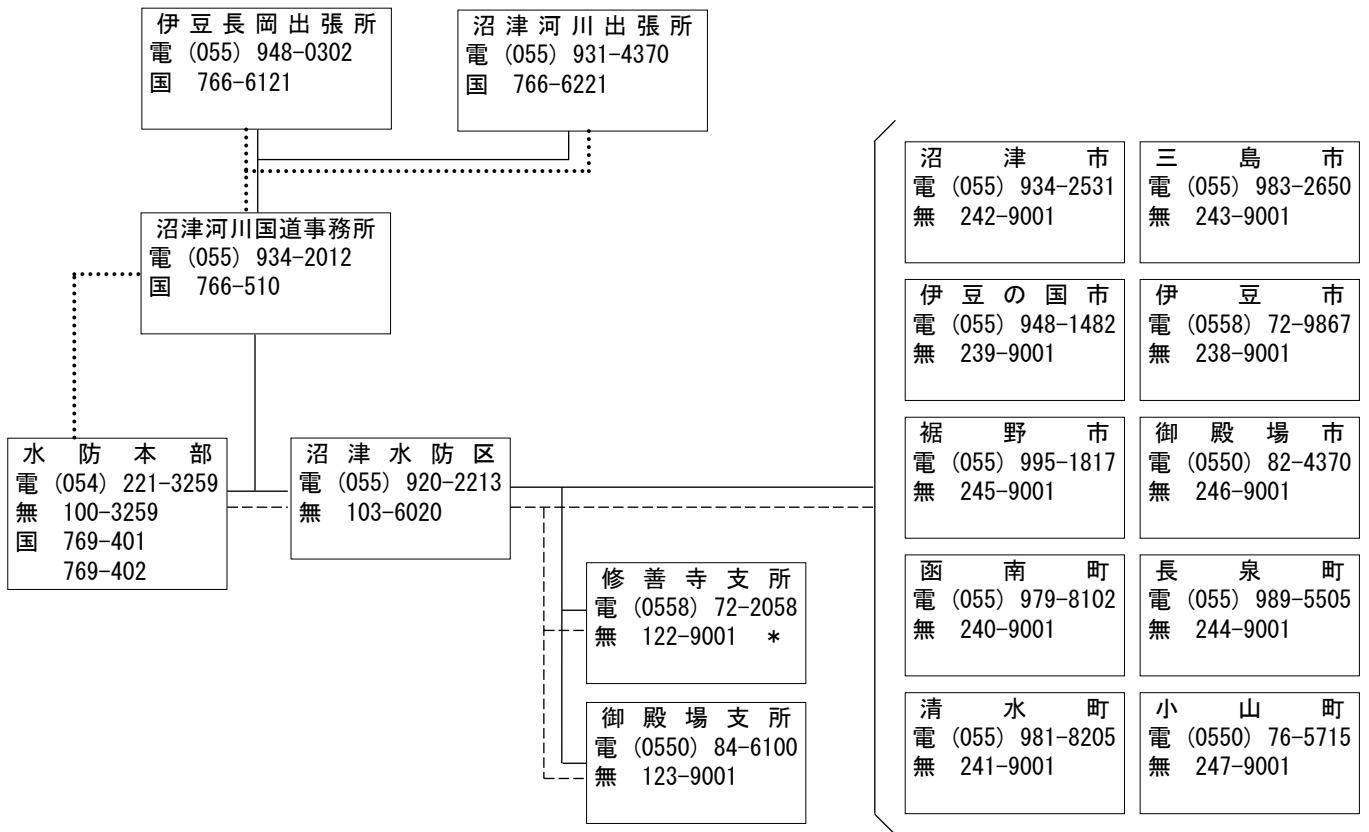 伊豆長岡出張所
電 (055) 948-0302
国 766-6121
沼津河川出張所
電 (055) 931-4370
国 766-6221
沼津河川国道事務所
電 (055) 934-2012
国 766-510
水防本部
電 (054) 221-3259
無 100-3259
国 769-401
769-402
沼津水防区
電 (055) 920-2213
無 103-6020
修善寺支所
電 (0558) 72-2058
無 122-9001 *
御殿場支所
電 (0550) 84-6100
無 123-9001
沼津市
電 (055) 934-2531
無 242-9001
三島市
電 (055) 983-2650
無 243-9001
伊豆の国市
電 (055) 948-1482
無 239-9001
伊豆市
電 (0558) 72-9867
無 238-9001
裾野市
電 (055) 995-1817
無 245-9001
御殿場市
電 (0550) 82-4370
無 246-9001
函南町
電 (055) 979-8102
無 240-9001
長泉町
電 (055) 989-5505
無 244-9001
清水町
電 (055) 981-8205
無 241-9001
小山町
電 (0550) 76-5715
無 247-9001